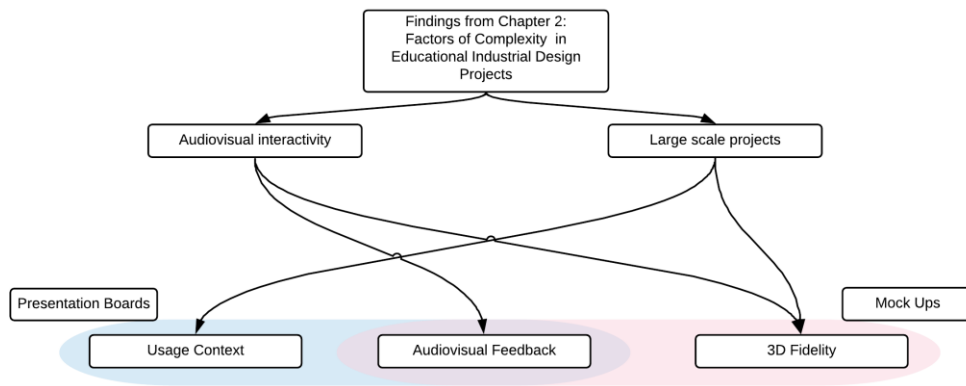 Findings from Chapter 2:
Factors of Complexity in
Educational Industrial Design
Projects
Audiovisual interactivity
Large scale projects
Presentation Boards
Mock Ups
Usage Context
Audiovisual Feedback
3D Fidelity